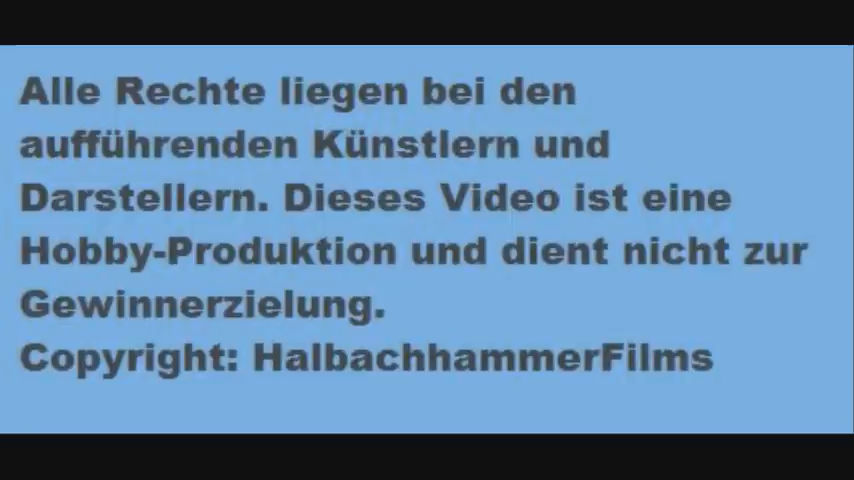 Alle Rechte liegen bei den
aufführenden Künstlern und
Darstellern. Dieses Video ist eine
Hobby-Produktion und dient nicht zur
Gewinnerzielung.
Copyright: HalbachhammerFilms